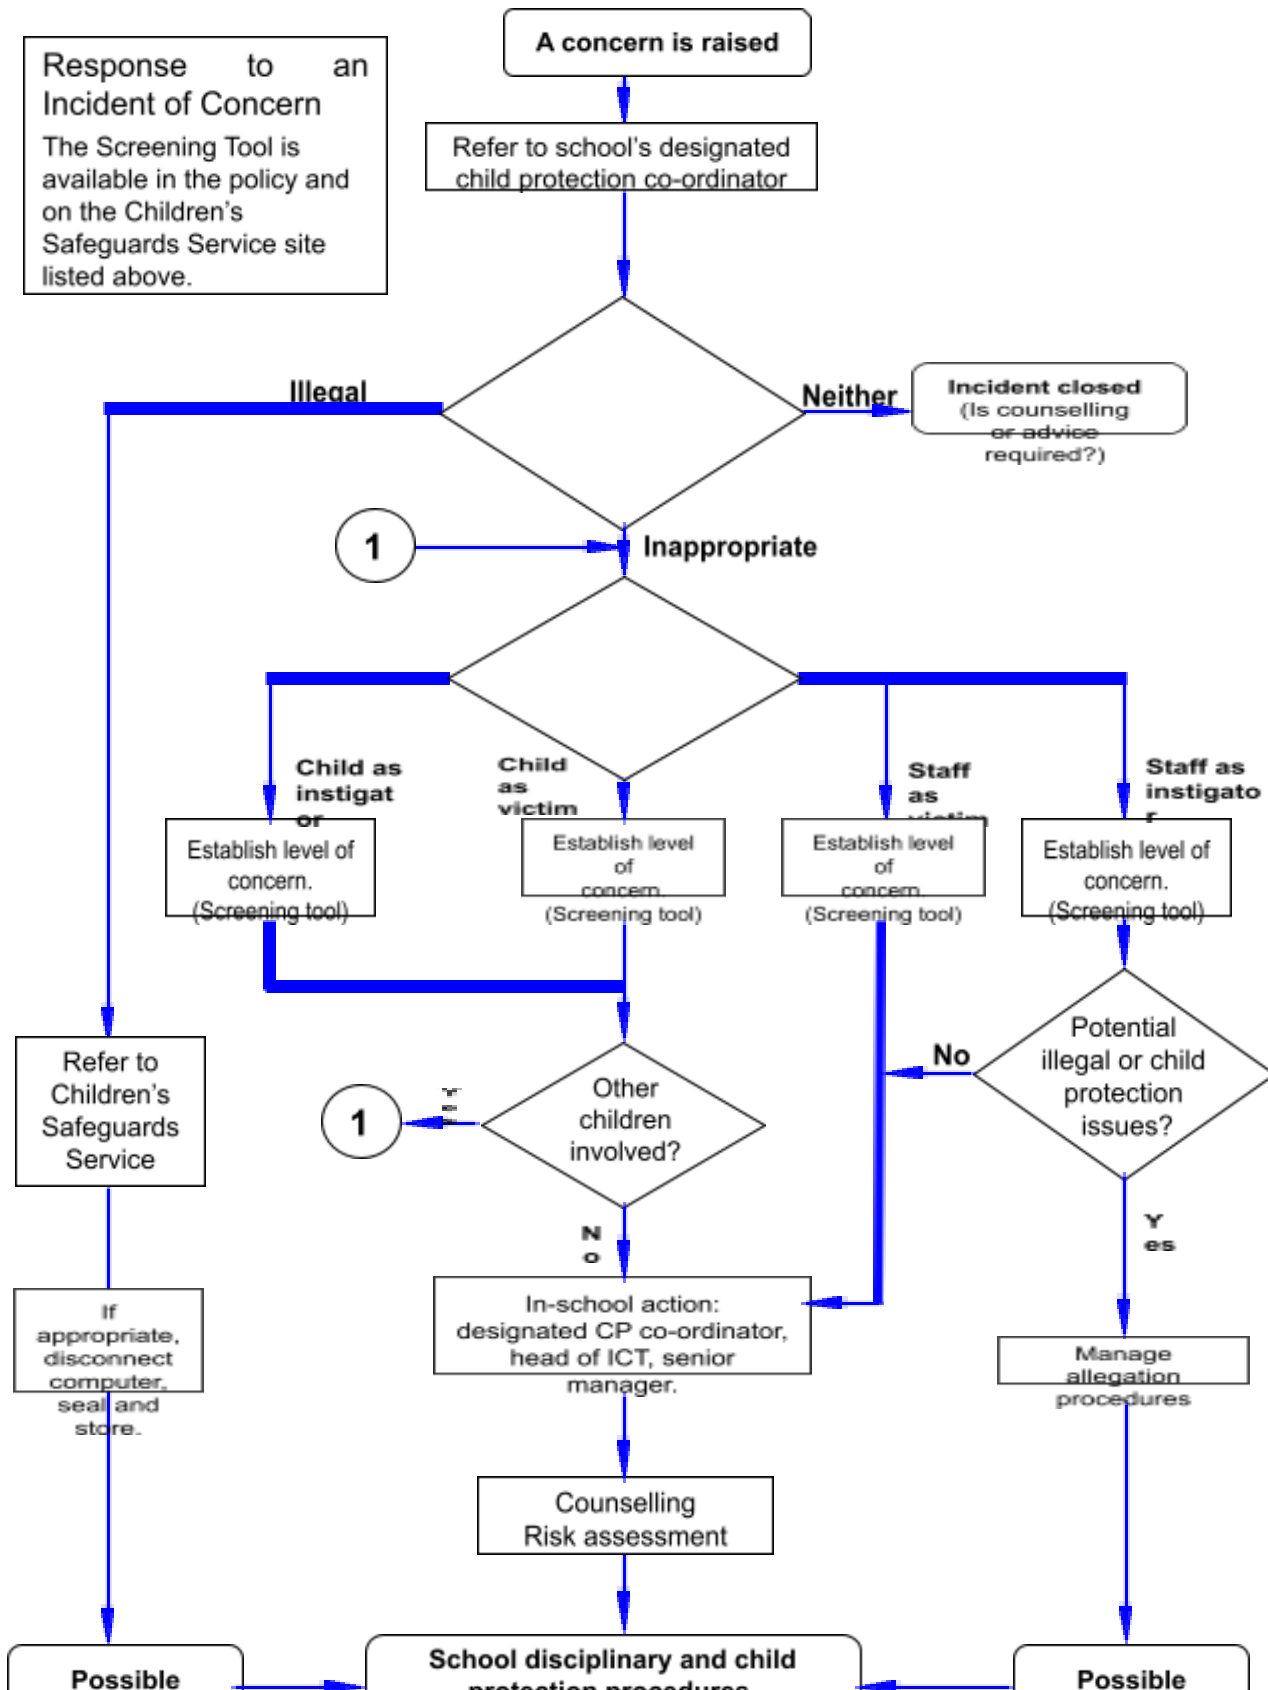 A concern is raised
Response to an
Incident of Concern
The Screening Tool is
available in the policy and
on the Children's
Safeguards Service site
listed above.
Refer to school's designated
child protection co-ordinator
Illegal
Neither
Incident closed
(Is counselling
or advice
required?)
1
Inappropriate
Child as
instigat
or
Child
as
victim
Staff
as
victim
Staff as
instigato
r
Establish level of
concern.
(Screening tool)
Establish level
of
concern.
(Screening tool)
Establish level
of
concern.
(Screening tool)
Establish level of
concern.
(Screening tool)
Refer to
Children's
Safeguards
Service
1
Other
children
involved?
No
Potential
illegal or child
protection
issues?
N
o
Y
es
If
appropriate,
disconnect
computer,
seal and
store.
In-school action:
designated CP co-ordinator,
head of ICT, senior
manager.
Manage
allegation
procedures
Counselling
Risk assessment
Possible
School disciplinary and child
protection procedures
Possible